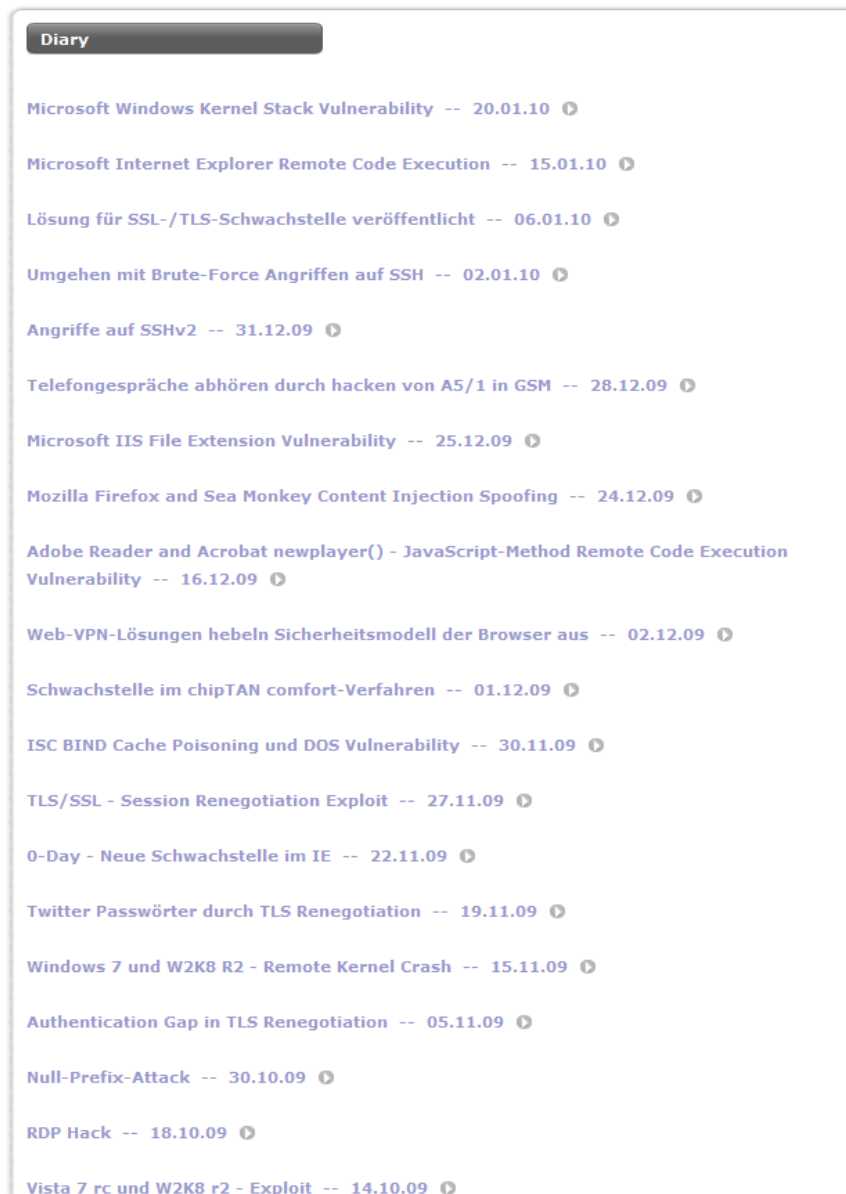 Diary
Microsoft Windows Kernel Stack Vulnerability -- 20.01.10
Microsoft Internet Explorer Remote Code Execution -- 15.01.10
Lösung für SSL-/TLS-Schwachstelle veröffentlicht -- 06.01.10
Umgehen mit Brute-Force Angriffen auf SSH -- 02.01.10
Angriffe auf SSHv2 -- 31.12.09
Telefongespräche abhören durch hacken von A5/1 in GSM -- 28.12.09
Microsoft IIS File Extension Vulnerability -- 25.12.09
Mozilla Firefox and Sea Monkey Content Injection Spoofing -- 24.12.09
Adobe Reader and Acrobat newplayer() - JavaScript-Method Remote Code Execution
Vulnerability -- 16.12.09
Web-VPN-Lösungen hebeln Sicherheitsmodell der Browser aus -- 02.12.09
Schwachstelle im chipTAN comfort-Verfahren -- 01.12.09
ISC BIND Cache Poisoning und DOS Vulnerability -- 30.11.09
TLS/SSL - Session Renegotiation Exploit -- 27.11.09
0-Day - Neue Schwachstelle im IE -- 22.11.09
Twitter Passwörter durch TLS Renegotiation -- 19.11.09
Windows 7 und W2K8 R2 - Remote Kernel Crash -- 15.11.09
Authentication Gap in TLS Renegotiation -- 05.11.09
Null-Prefix-Attack -- 30.10.09
RDP Hack -- 18.10.09
Vista 7 rc und W2K8 r2 - Exploit -- 14.10.09